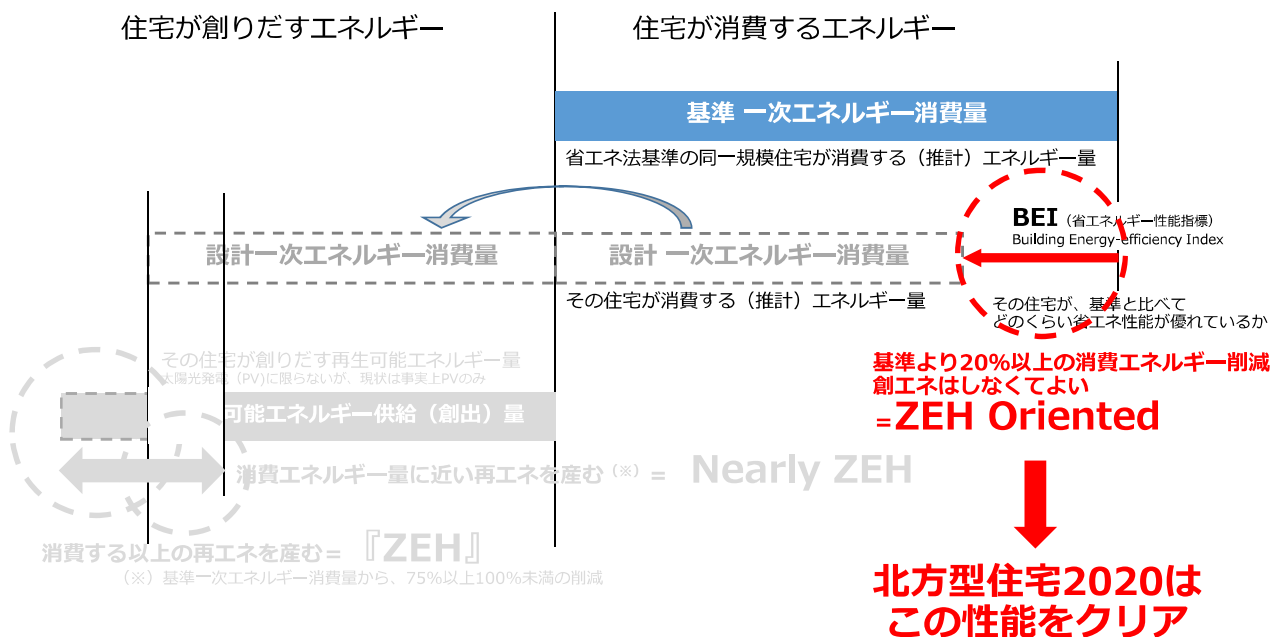 住宅が創りだすエネルギー
住宅が消費するエネルギー
基準 一次エネルギー消費量
省エネ法基準の同一規模住宅が消費する（推計）エネルギー量
BEI（省エネルギー性能指標）
Building Energy-efficiency Index
設計一次エネルギー消費量
設計 一次エネルギー消費量
その住宅が消費する（推計）エネルギー量
その住宅が、基準と比べて
どのくらい省エネ性能が優れているか
その住宅が創りだす再生可能エネルギー量
太陽光発電（PV)に限らないが、現状は事実上PVのみ
可能エネルギー供給（創出）量
基準より20%以上の消費エネルギー削減
創エネはしなくてよい
=ZEH Oriented
消費エネルギー量に近い再エネを産む（※）= Nearly ZEH
消費する以上の再エネを産む= 『ZEH』
（※）基準一次エネルギー消費量から、75%以上100%未満の削減
北方型住宅2020は
この性能をクリア